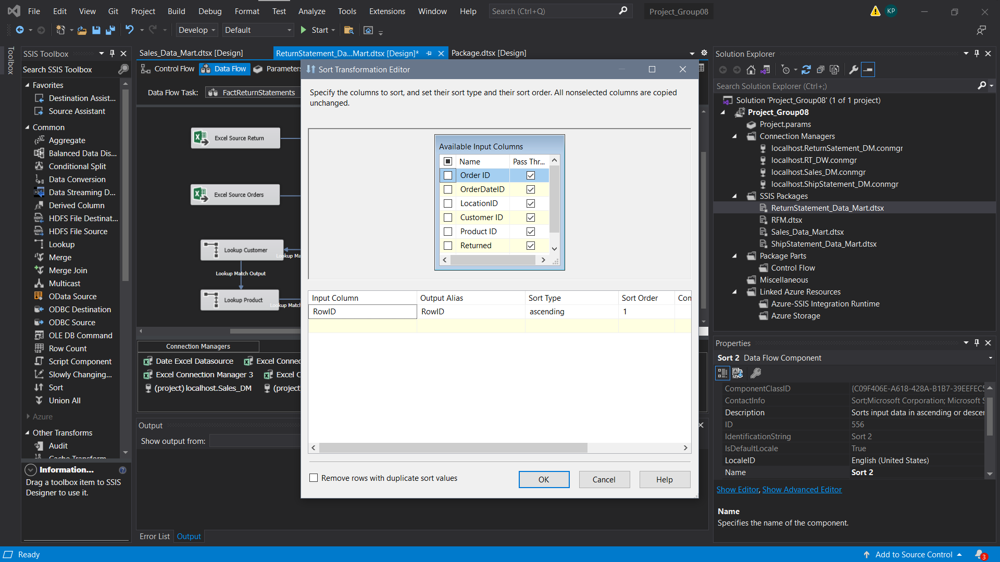 File Edit View Git Project Build Debug Format Test Analyze Tools Extensions Window Help Search (Ctrl+Q) Project_Group08 KP
Develop Default Start
Toolbox
SSIS Toolbox
Search SSIS Toolbox
Favorites
Destination Assist...
Source Assistant
Common
Aggregate
Balanced Data Dis...
Conditional Split
Data Conversion
Data Streaming D...
Derived Column
HDFS File Destinat...
HDFS File Source
Lookup
Merge
Merge Join
Multicast
OData Source
ODBC Destination
ODBC Source
OLE DB Command
Row Count
Script Component
Slowly Changing...
Sort
Union All
Azure
Other Transforms
Audit
Cache Transform
Information...
Drag a toolbox item to SSIS
Designer to use it.
Sales_Data_Mart.dtsx [Design] ReturnStatement_Da...Mart.dtsx [Design]* Package.dtsx [Design]
Control Flow Data Flow Parameters
Data Flow Task: FactReturnStatements
Excel Source Return
Excel Source Orders
Lookup Customer
Lookup Ma
Lookup Match Output
Lookup Product
Lookup Match
Connection Managers
Date Excel Datasource Excel Connec
Excel Connection Manager 3 Excel C
(project) localhost.Sales_DM (project
Output
Show output from:
Error List Output
Sort Transformation Editor
Specify the columns to sort, and set their sort type and their sort order. All nonselected columns are copied
unchanged.
Available Input Columns
Name Pass Thr...
Order ID
OrderDateID
LocationID
Customer ID
Product ID
Returned
Input Column Output Alias Sort Type Sort Order Con
RowID RowID ascending 1
Remove rows with duplicate sort values
OK Cancel Help
Solution Explorer
Search Solution Explorer (Ctrl+;)
Solution 'Project_Group08' (1 of 1 project)
Project_Group08
Project.params
Connection Managers
localhost.ReturnSatement_DM.conmgr
localhost.RT_DW.conmgr
localhost.Sales_DM.conmgr
localhost.ShipStatement_DM.conmgr
SSIS Packages
ReturnStatement_Data_Mart.dtsx
RFM.dtsx
Sales_Data_Mart.dtsx
ShipStatement_Data_Mart.dtsx
Package Parts
Control Flow
Miscellaneous
Linked Azure Resources
Azure-SSIS Integration Runtime
Azure Storage
Properties
Sort 2 Data Flow Component
ComponentClassID {C09F406E-A618-428A-B1B7-39EEFEC5
ContactInfo Sort;Microsoft Corporation; Microsoft S
Description Sorts input data in ascending or descer
ID 556
IdentificationString Sort 2
IsDefaultLocale True
LocaleID English (United States)
Name Sort 2
Show Editor, Show Advanced Editor
Name
Specifies the name of the component.
Ready Add to Source Control 3